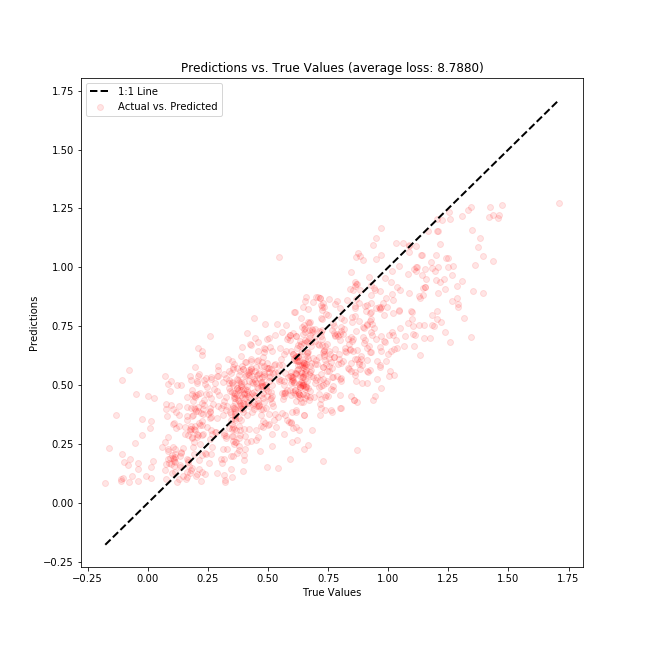 Predictions vs. True Values (average loss: 8.7880)
1:1 Line
Actual vs. Predicted
1.75
1.50
1.25
1.00
0.75
0.50
0.25
0.00
−0.25
Predictions
−0.25 0.00 0.25 0.50 0.75 1.00 1.25 1.50 1.75
True Values